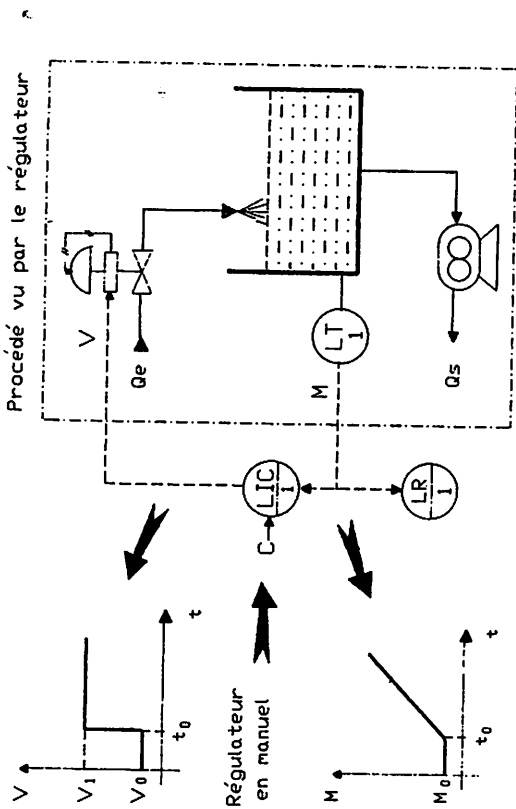 Procédé vu par le régulateur
V
Qe
LT
1
M
Qs
LIC
1
C
LR
1
V
V1
V0
t0
t
Régulateur
en manuel
M
M0
t0
t